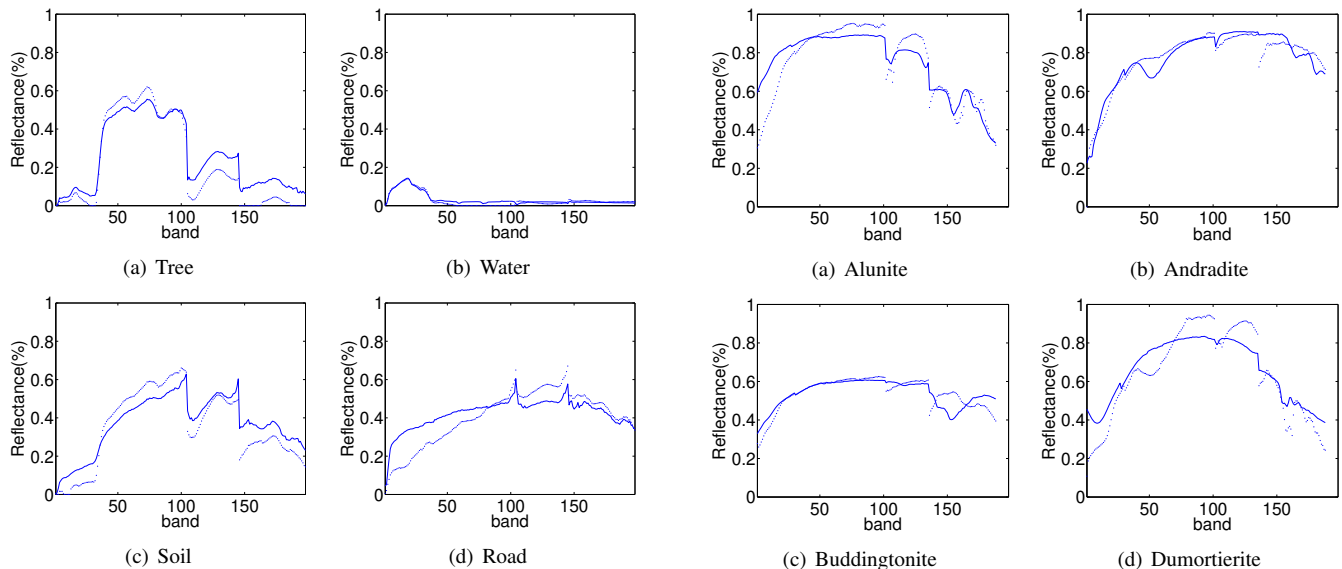 1
0.8
0.6
0.4
0.2
0
Reflectance(%)
50 100 150
band
(a) Tree
1
0.8
0.6
0.4
0.2
0
Reflectance(%)
50 100 150
band
(b) Water
1
0.8
0.6
0.4
0.2
0
Reflectance(%)
50 100 150
band
(a) Alunite
1
0.8
0.6
0.4
0.2
0
Reflectance(%)
50 100 150
band
(b) Andradite
1
0.8
0.6
0.4
0.2
0
Reflectance(%)
50 100 150
band
(c) Soil
1
0.8
0.6
0.4
0.2
0
Reflectance(%)
50 100 150
band
(d) Road
1
0.8
0.6
0.4
0.2
0
Reflectance(%)
50 100 150
band
(c) Buddingtonite
1
0.8
0.6
0.4
0.2
0
Reflectance(%)
50 100 150
band
(d) Dumortierite